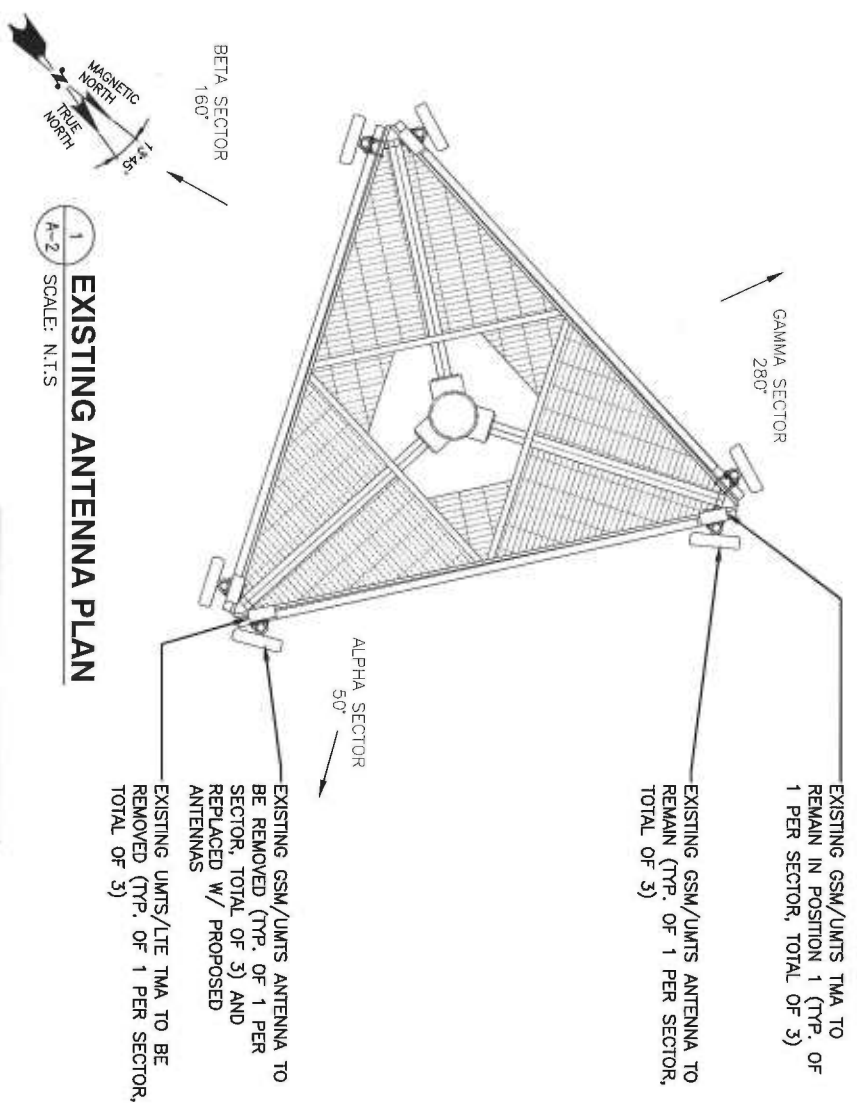 EXISTING GSM/UMTS TMA TO
REMAIN IN POSITION 1 (TYP. OF
1 PER SECTOR, TOTAL OF 3)
EXISTING GSM/UMTS ANTENNA TO
REMAIN (TYP. OF 1 PER SECTOR,
TOTAL OF 3)
EXISTING GSM/UMTS ANTENNA TO
BE REMOVED (TYP. OF 1 PER
SECTOR, TOTAL OF 3) AND
REPLACED W/ PROPOSED
ANTENNAS
EXISTING UMTS/LTE TMA TO BE
REMOVED (TYP. OF 1 PER SECTOR,
TOTAL OF 3)
GAMMA SECTOR
280°
ALPHA SECTOR
50°
BETA SECTOR
160°
MAGNETIC
NORTH
TRUE
NORTH
N
1
A-2
EXISTING ANTENNA PLAN
SCALE: N.T.S